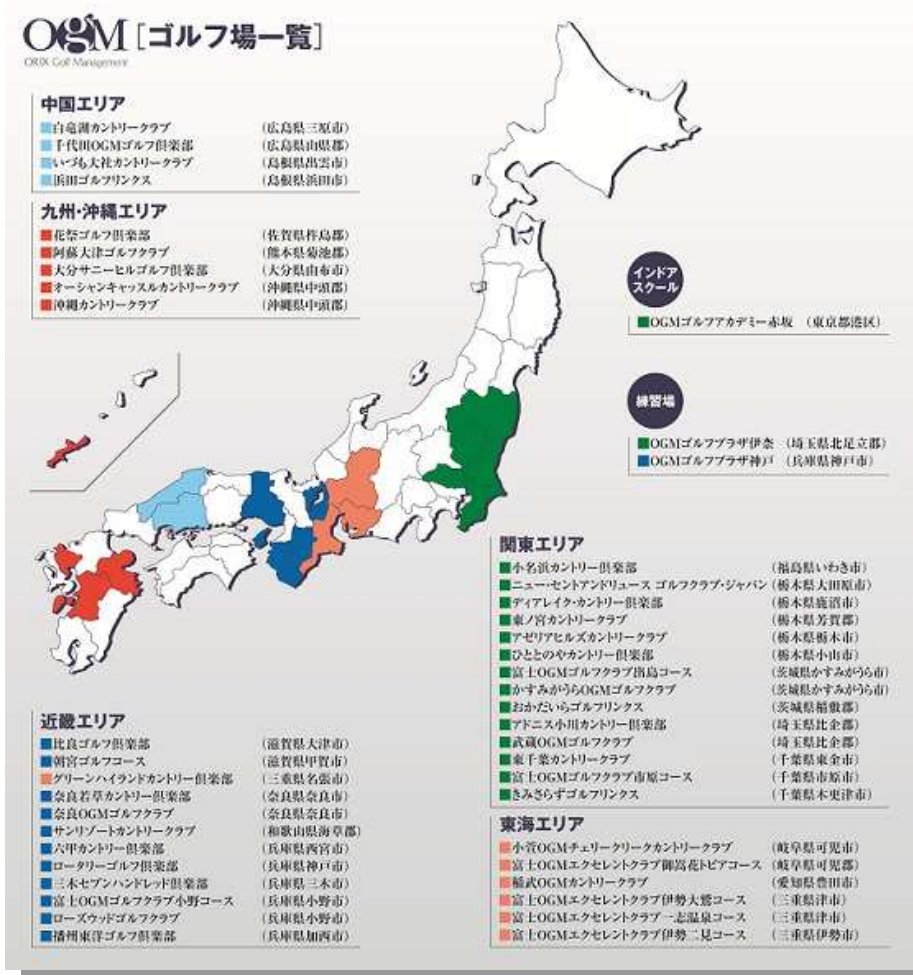 OGM [ゴルフ場一覧]
ORIX Golf Management
中国エリア
白竜湖カントリークラブ (広島県三原市)
千代田OGMゴルフ倶楽部 (広島県山県郡)
いづも大社カントリークラブ (島根県出雲市)
浜田ゴルフリンクス (島根県浜田市)
九州・沖縄エリア
花祭ゴルフ倶楽部 (佐賀県杵島郡)
阿蘇大津ゴルフクラブ (熊本県菊池郡)
大分サニーヒルゴルフ倶楽部 (大分県由布市)
オーシャンキャッスルカントリークラブ (沖縄県中頭郡)
沖縄カントリークラブ (沖縄県中頭郡)
インドア
スクール
OGMゴルフアカデミー赤坂 (東京都港区)
練習場
OGMゴルフプラザ伊奈 (埼玉県北足立郡)
OGMゴルフプラザ神戸 (兵庫県神戸市)
関東エリア
小名浜カントリー倶楽部 (福島県いわき市)
ニュー・セントアンドリュース ゴルフクラブ・ジャパン (栃木県大田原市)
ディアレイク・カントリー倶楽部 (栃木県鹿沼市)
東ノ宮カントリークラブ (栃木県芳賀郡)
アゼリアヒルズカントリークラブ (栃木県栃木市)
ひととのやカントリー倶楽部 (栃木県小山市)
富士OGMゴルフクラブ出島コース (茨城県かすみがうら市)
かすみがうらOGMゴルフクラブ (茨城県かすみがうら市)
おかだいらゴルフリンクス (茨城県稲敷郡)
アドニス小川カントリー倶楽部 (埼玉県比企郡)
武蔵OGMゴルフクラブ (埼玉県比企郡)
東千葉カントリークラブ (千葉県東金市)
富士OGMゴルフクラブ市原コース (千葉県市原市)
きみさらずゴルフリンクス (千葉県木更津市)
近畿エリア
比良ゴルフ倶楽部 (滋賀県大津市)
朝宮ゴルフコース (滋賀県甲賀市)
グリーンハイランドカントリー倶楽部 (三重県名張市)
奈良若草カントリー倶楽部 (奈良県奈良市)
奈良OGMゴルフクラブ (奈良県奈良市)
サンリゾートカントリークラブ (和歌山県海草郡)
六甲カントリー倶楽部 (兵庫県西宮市)
ロータリーゴルフ倶楽部 (兵庫県神戸市)
三木セブンハンドレッド倶楽部 (兵庫県三木市)
富士OGMゴルフクラブ小野コース (兵庫県小野市)
ローズウッドゴルフクラブ (兵庫県小野市)
播州東洋ゴルフ倶楽部 (兵庫県加西市)
東海エリア
小萱OGMチェリークリークカントリークラブ (岐阜県可児市)
富士OGMエクセレントクラブ御嵩花トピアコース (岐阜県可児郡)
稲武OGMカントリークラブ (愛知県豊田市)
富士OGMエクセレントクラブ伊勢大鷲コース (三重県津市)
富士OGMエクセレントクラブ一志温泉コース (三重県津市)
富士OGMエクセレントクラブ伊勢二見コース (三重県伊勢市)